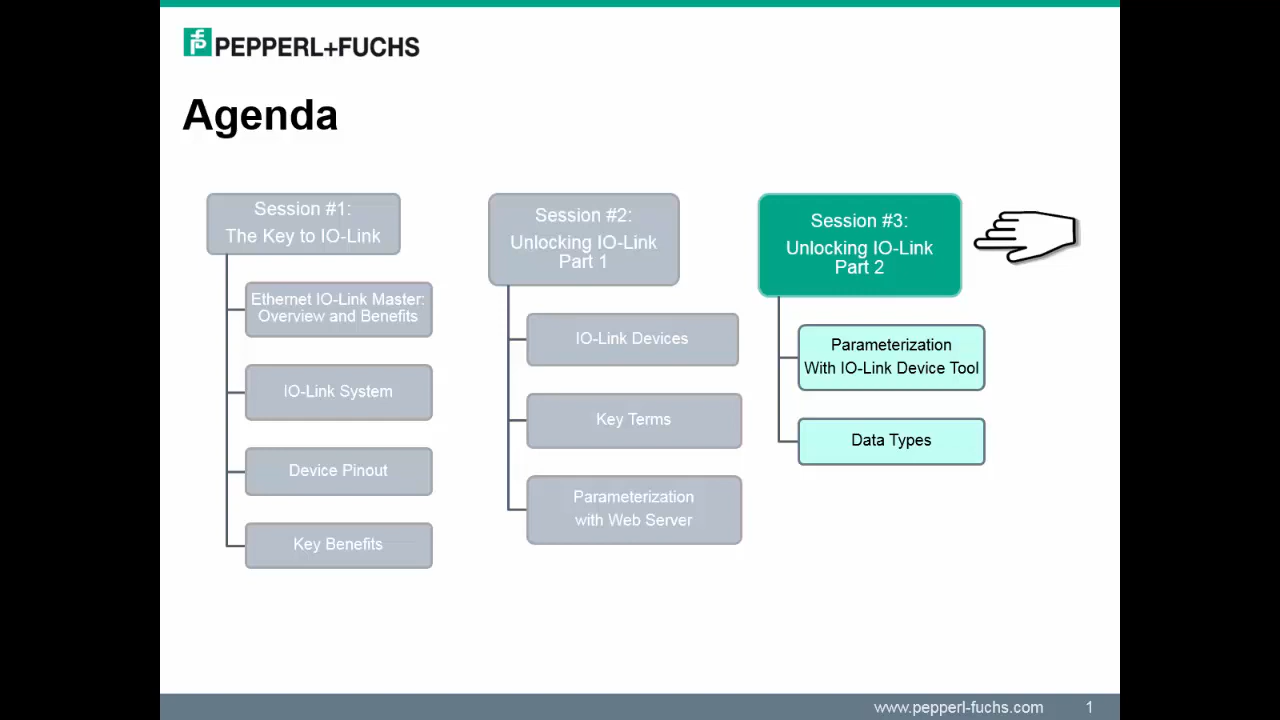 PEPPERL+FUCHS
Agenda
Session #1:
The Key to IO-Link
Ethernet IO-Link Master:
Overview and Benefits
IO-Link System
Device Pinout
Key Benefits
Session #2:
Unlocking IO-Link
Part 1
IO-Link Devices
Key Terms
Parameterization
with Web Server
Session #3:
Unlocking IO-Link
Part 2
Parameterization
With IO-Link Device Tool
Data Types
www.pepperl-fuchs.com 1